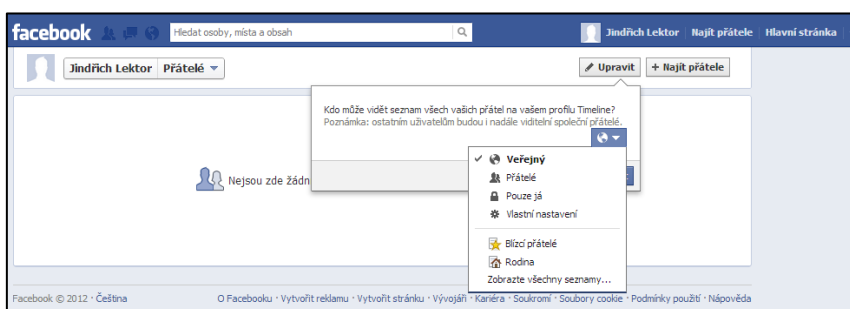 facebook Hledat osoby, místa a obsah Jindřich Lektor Najít přátele Hlavní stránka
Jindřich Lektor Přátelé Upravit + Najít přátele
Kdo může vidět seznam všech vašich přátel na vašem profilu Timeline?
Poznámka: ostatním uživatelům budou i nadále viditelní společní přátelé.
Veřejný
Nejsou zde žádn
Přátelé
Pouze já
Vlastní nastavení
Blízcí přátelé
Rodina
Zobrazte všechny seznamy...
Facebook © 2012 · Čeština O Facebooku · Vytvořit reklamu · Vytvořit stránku · Vývojáři · Kariéra · Soukromí · Soubory cookie · Podmínky použití · Nápověda